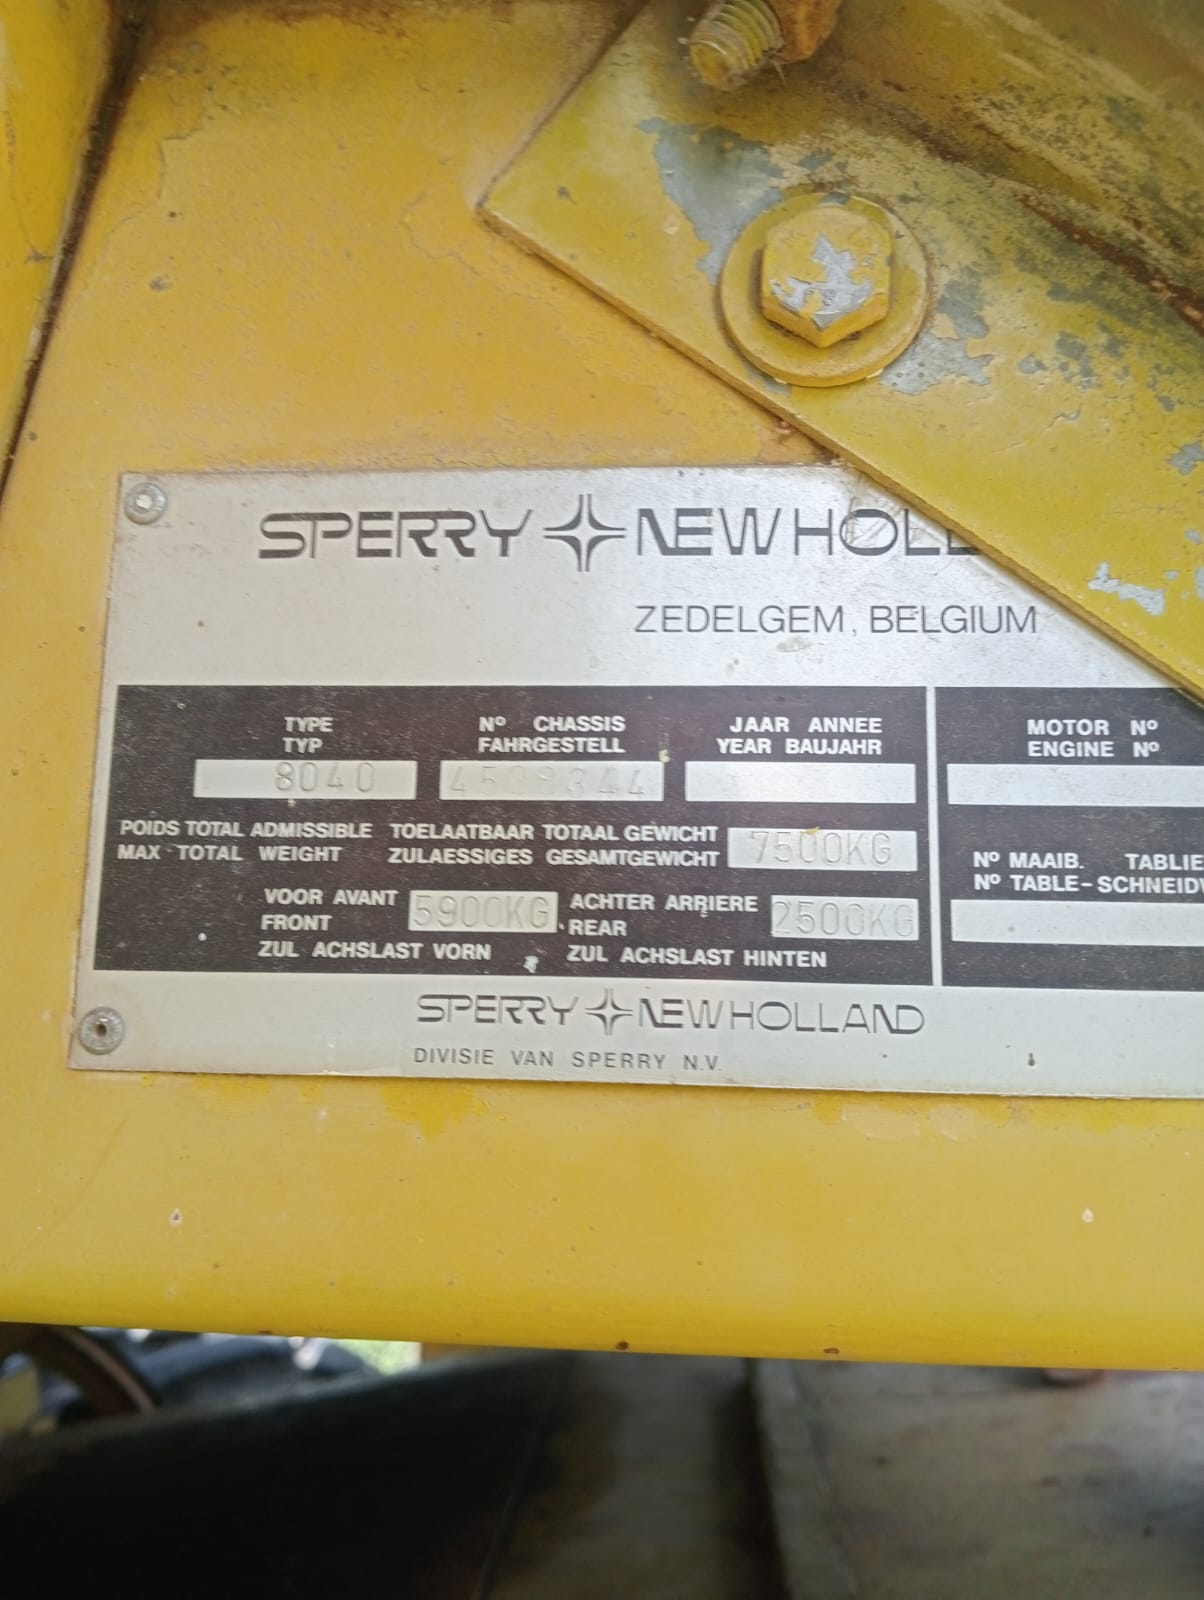 SPERRY NEW HOLL
ZEDELGEM, BELGIUM
TYPE Nº CHASSIS JAAR ANNEE MOTOR Nº
TYP FAHRGESTELL YEAR BAUJAHR ENGINE Nº
8040
POIDS TOTAL ADMISSIBLE TOELAATBAAR TOTAAL GEWICHT 7500KG
MAX TOTAL WEIGHT ZULAESSIGES GESAMTGEWICHT
Nº MAAIB. TABLIE
Nº TABLE-SCHNEIDW
VOOR AVANT 5900KG ACHTER ARRIERE 2500KG
FRONT REAR
ZUL ACHSLAST VORN ZUL ACHSLAST HINTEN
SPERRY NEW HOLLAND
DIVISIE VAN SPERRY N.V.